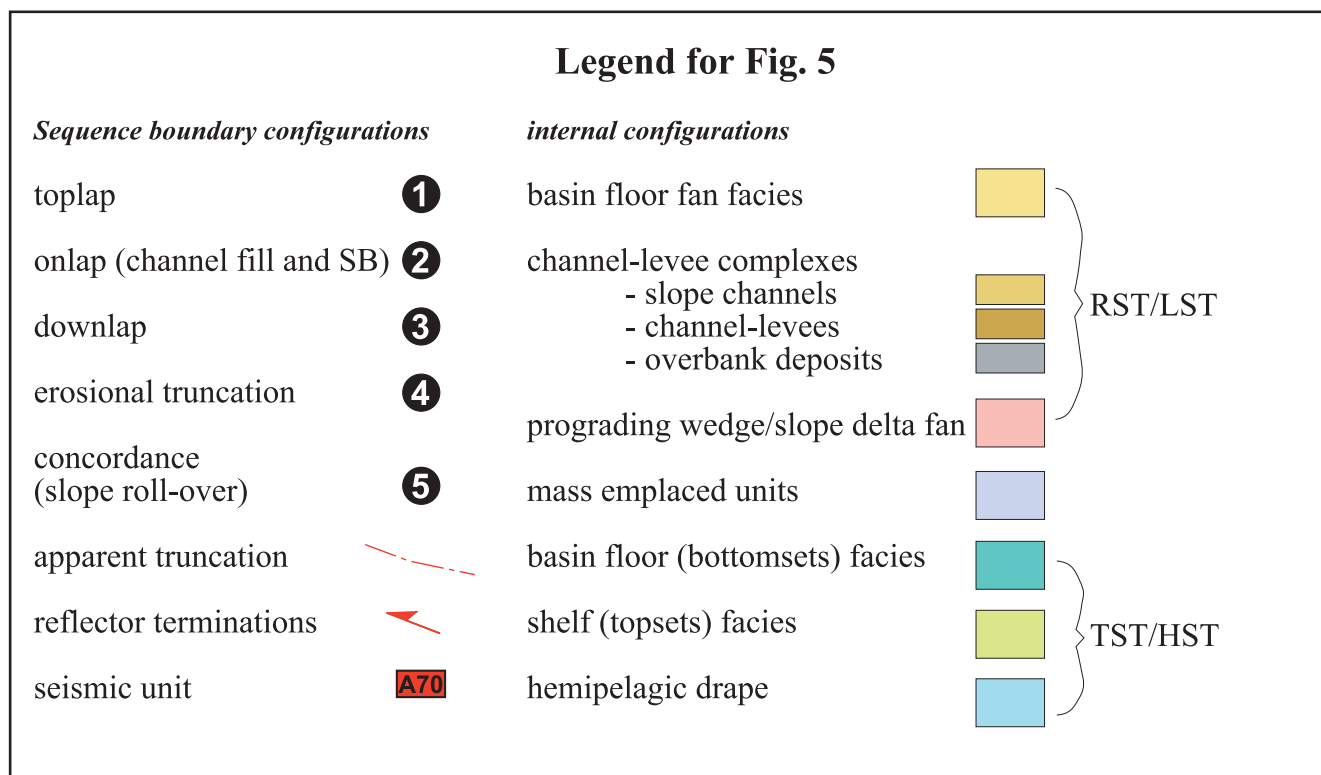 Legend for Fig. 5
Sequence boundary configurations
toplap 1
onlap (channel fill and SB) 2
downlap 3
erosional truncation 4
concordance
(slope roll-over) 5
apparent truncation
reflector terminations
seismic unit A70
internal configurations
basin floor fan facies
channel-levee complexes
- slope channels
- channel-levees
- overbank deposits
prograding wedge/slope delta fan
RST/LST
mass emplaced units
basin floor (bottomsets) facies
shelf (topsets) facies
hemipelagic drape
TST/HST